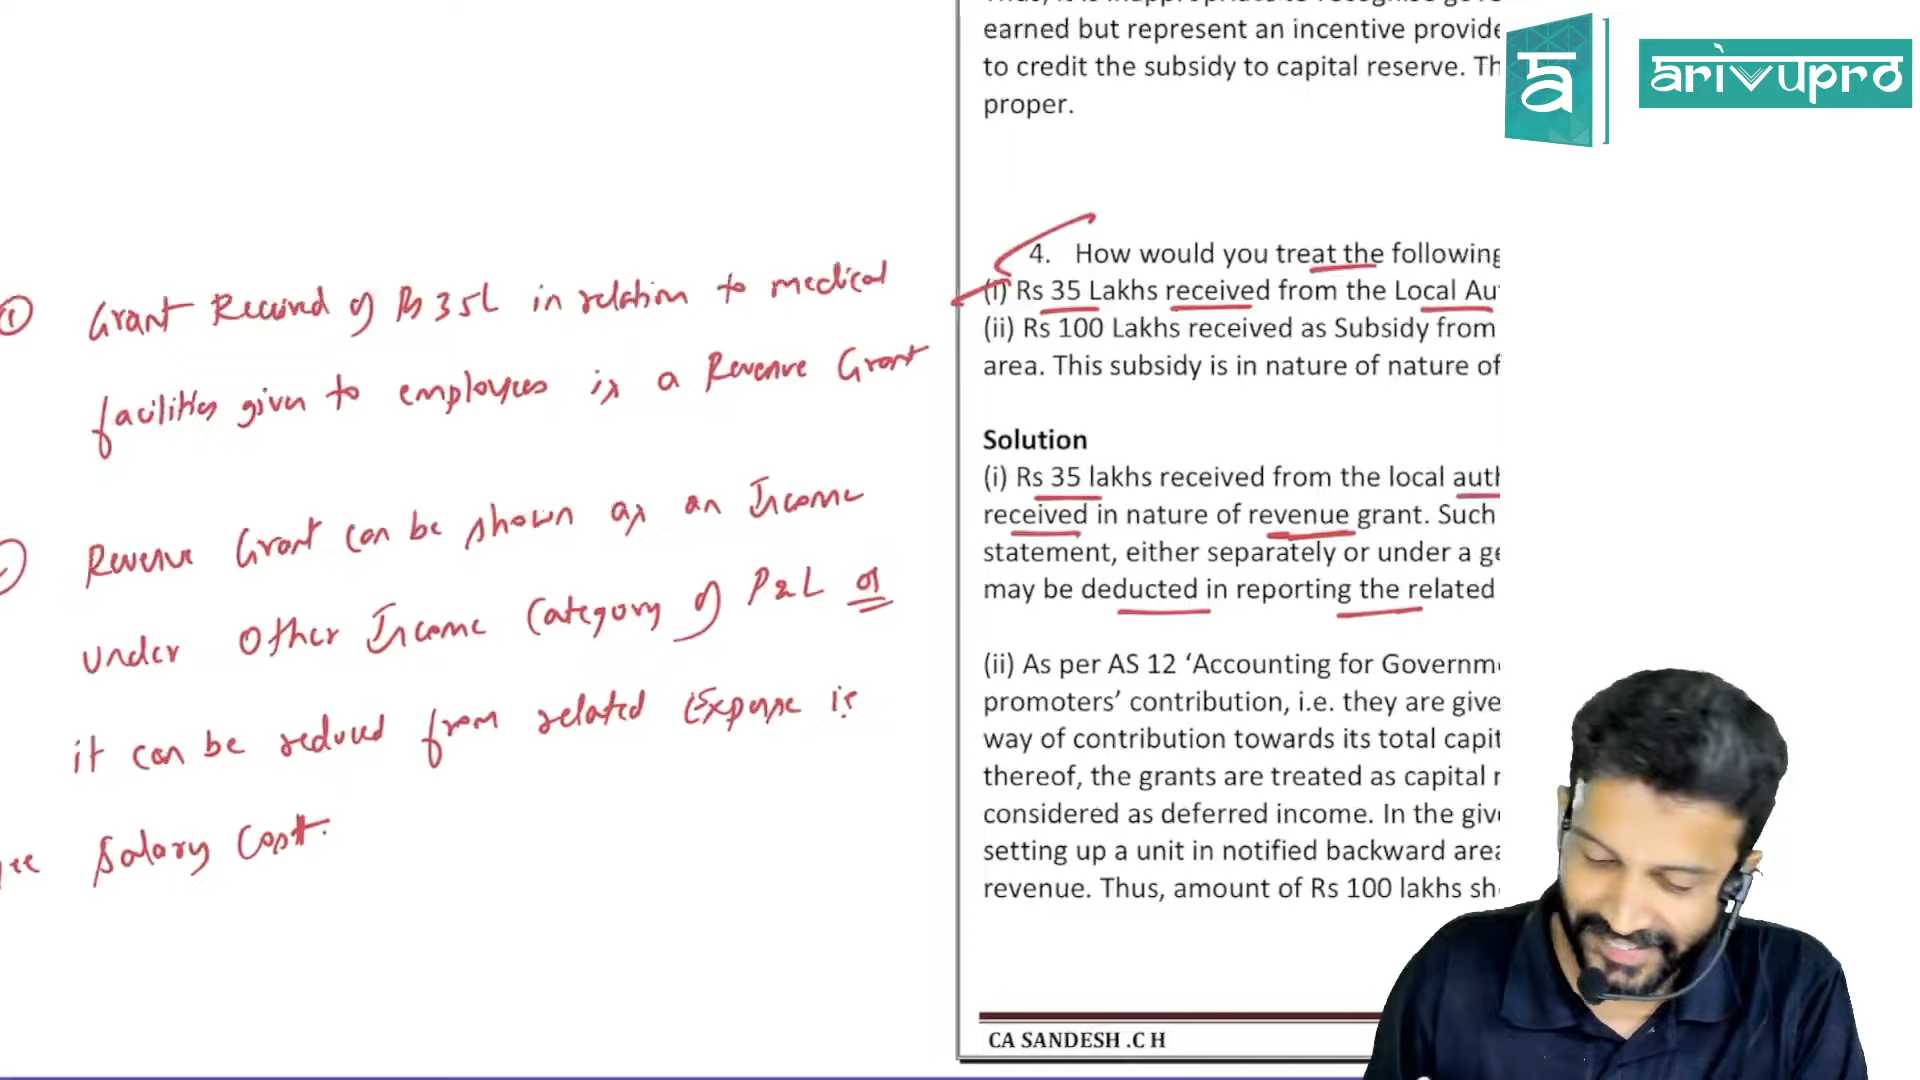 ① Grant Received of Rs 35L in relation to medical
facilities given to employees is a Revenue Grant
Revenue Grant can be shown as an Income
under Other Income Category of P&L or
it can be reduced from related Expense ie
Salary Cost.
earned but represent an incentive provide
to credit the subsidy to capital reserve. Th
proper.
4. How would you treat the following
(i) Rs 35 Lakhs received from the Local Au
(ii) Rs 100 Lakhs received as Subsidy from
area. This subsidy is in nature of nature of
Solution
(i) Rs 35 lakhs received from the local auth
received in nature of revenue grant. Such
statement, either separately or under a ge
may be deducted in reporting the related
(ii) As per AS 12 ‘Accounting for Governm
promoters’ contribution, i.e. they are give
way of contribution towards its total capit
thereof, the grants are treated as capital r
considered as deferred income. In the giv
setting up a unit in notified backward area
revenue. Thus, amount of Rs 100 lakhs sh
CA SANDESH .C H
a
arivupro